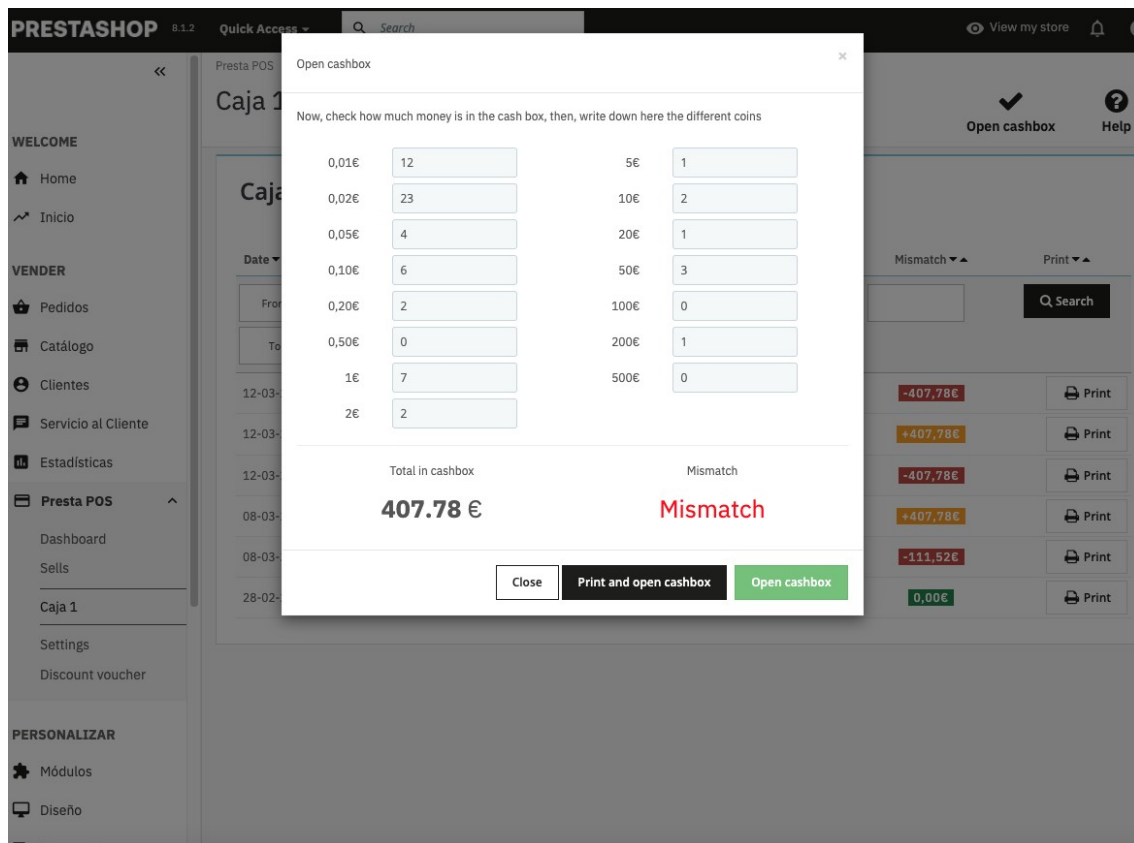 PRESTASHOP 8.1.2 Quick Access Search View my store
Presta POS
Caja 1
Open cashbox
Help
WELCOME
Home
Inicio
VENDER
Pedidos
Catálogo
Clientes
Servicio al Cliente
Estadísticas
Presta POS
Dashboard
Sells
Caja 1
Settings
Discount voucher
PERSONALIZAR
Módulos
Diseño
Open cashbox ×
Now, check how much money is in the cash box, then, write down here the different coins
0,01€ 12 5€ 1
0,02€ 23 10€ 2
0,05€ 4 20€ 1
0,10€ 6 50€ 3
0,20€ 2 100€ 0
0,50€ 0 200€ 1
1€ 7 500€ 0
2€ 2
Total in cashbox Mismatch
407.78 € Mismatch
Close Print and open cashbox Open cashbox
Date Mismatch Print
Search
12-03- -407,78€ Print
12-03- +407,78€ Print
12-03- -407,78€ Print
08-03- +407,78€ Print
08-03- -111,52€ Print
28-02- 0,00€ Print